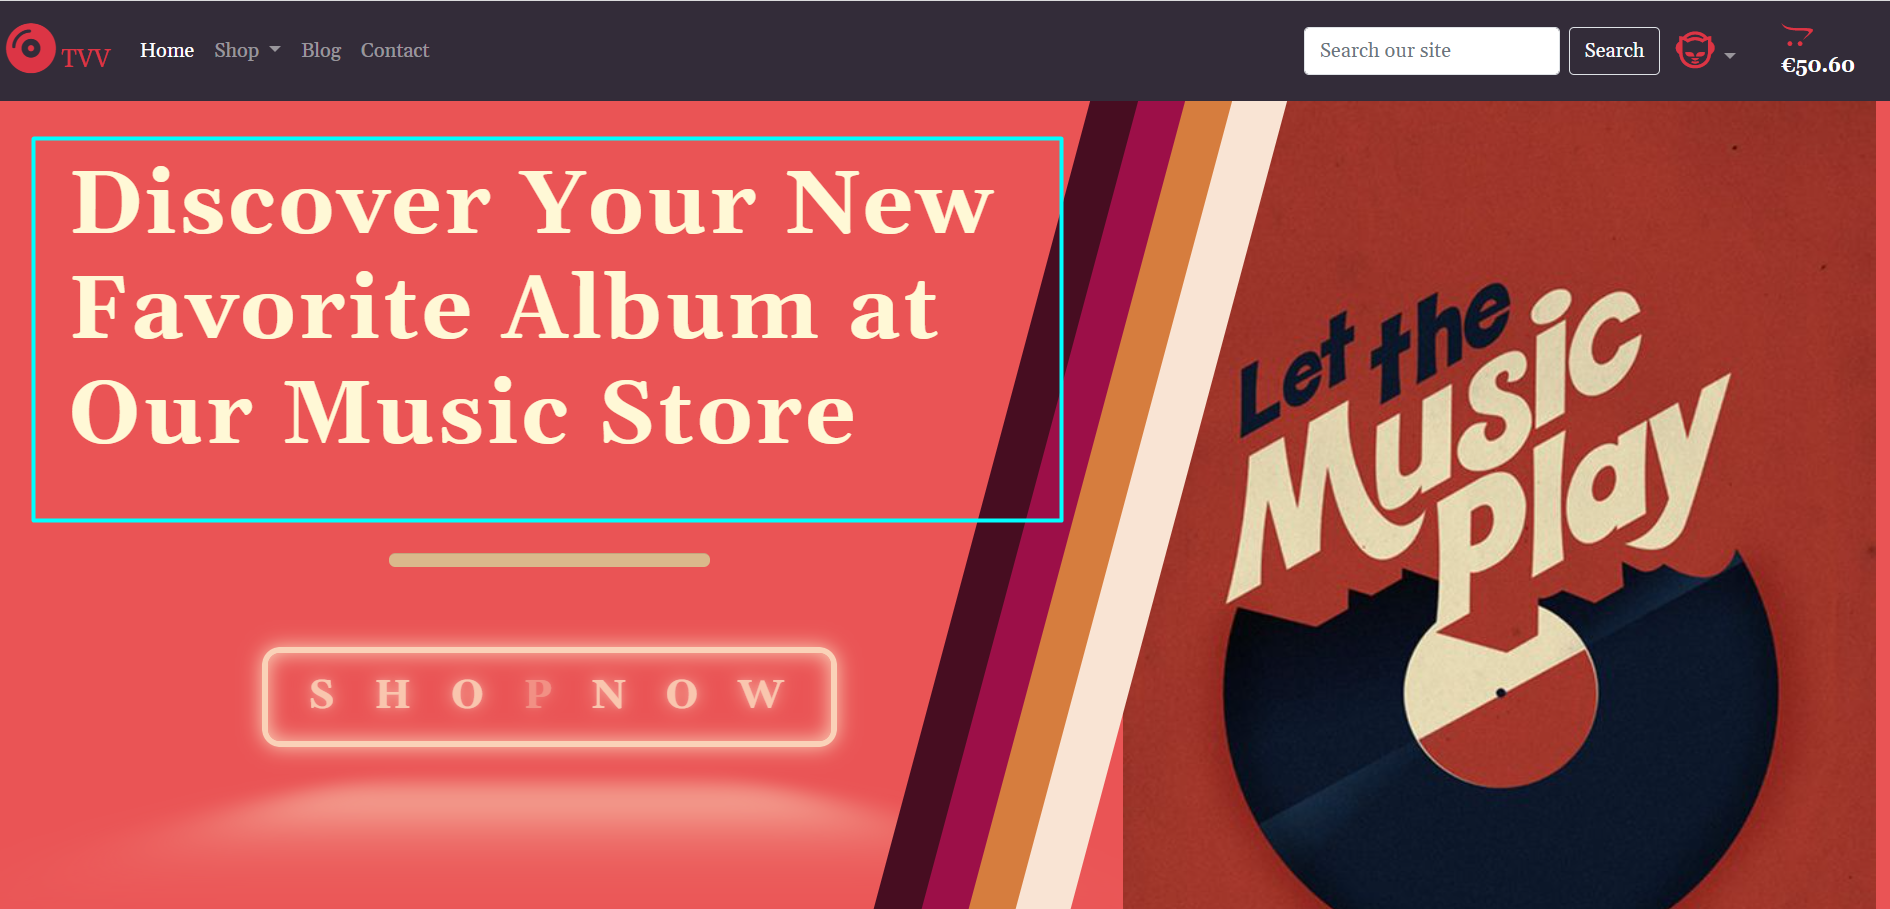 TVV Home Shop Blog Contact Search our site Search
€50.60
Discover Your New
Favorite Album at
Our Music Store
SHOP NOW
Let the
Music
Play